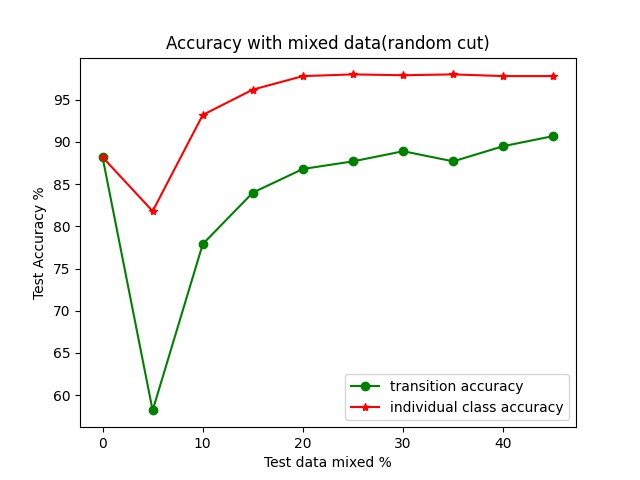 Accuracy with mixed data(random cut)
Test Accuracy %
95
90
85
80
75
70
65
60
0
10
20
30
40
Test data mixed %
transition accuracy
individual class accuracy